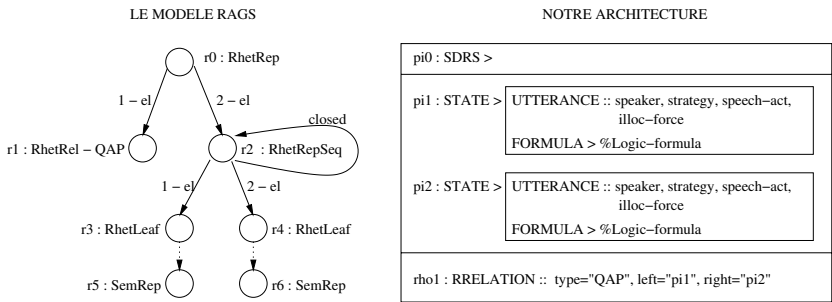 LE MODELE RAGS
r0 : RhetRep
1 − el
2 − el
closed
r1 : RhetRel − QAP
r2 : RhetRepSeq
1 − el
2 − el
r3 : RhetLeaf
r4 : RhetLeaf
r5 : SemRep
r6 : SemRep
NOTRE ARCHITECTURE
pi0 : SDRS >
pi1 : STATE >
UTTERANCE :: speaker, strategy, speech−act,
illoc−force
FORMULA > %Logic−formula
pi2 : STATE >
UTTERANCE :: speaker, strategy, speech−act,
illoc−force
FORMULA > %Logic−formula
rho1 : RRELATION :: type="QAP", left="pi1", right="pi2"